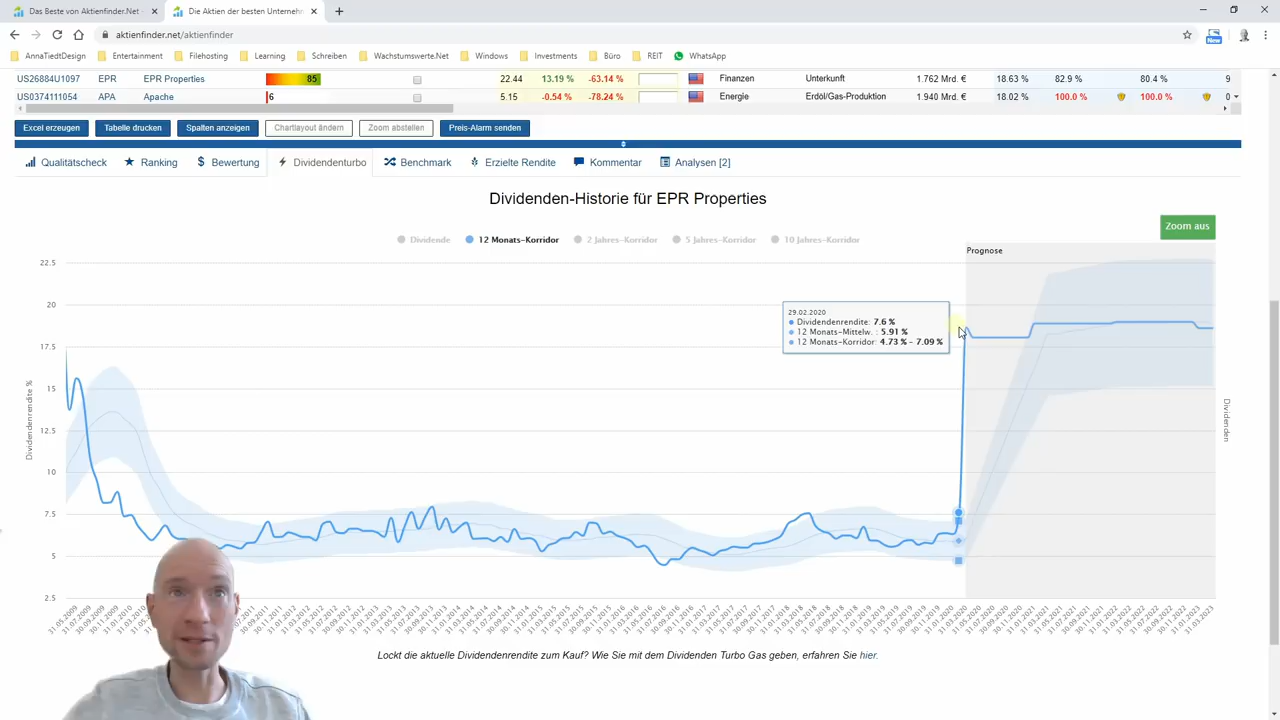 Das Beste von Aktienfinder.Net -
Die Aktien der besten Unternehm
aktienfinder.net/aktienfinder
New
AnnaTiedtDesign Entertainment Filehosting Learning Schreiben Wachstumswerte.Net Windows Investments Büro REIT WhatsApp
US26884U1097 EPR EPR Properties 85 22.44 13.19 % -63.14 % Finanzen Unterkunft 1.762 Mrd. € 18.63 % 82.9 % 80.4 % 9
US0374111054 APA Apache 6 5.15 -0.54 % -78.24 % Energie Erdöl/Gas-Produktion 1.940 Mrd. € 18.02 % 100.0 % 100.0 % 0
Excel erzeugen Tabelle drucken Spalten anzeigen Chartlayout ändern Zoom abstellen Preis-Alarm senden
Qualitätscheck Ranking Bewertung Dividendenturbo Benchmark Erzielte Rendite Kommentar Analysen [2]
Dividenden-Historie für EPR Properties
Zoom aus
Dividende 12 Monats-Korridor 2 Jahres-Korridor 5 Jahres-Korridor 10 Jahres-Korridor
Prognose
22.5
20
17.5
15
12.5
10
7.5
5
2.5
Dividendenrendite %
Dividenden
29.02.2020
Dividendenrendite: 7.6 %
12 Monats-Mittelw. : 5.91 %
12 Monats-Korridor: 4.73 % - 7.09 %
Lockt die aktuelle Dividendenrendite zum Kauf? Wie Sie mit dem Dividenden Turbo Gas geben, erfahren Sie hier.